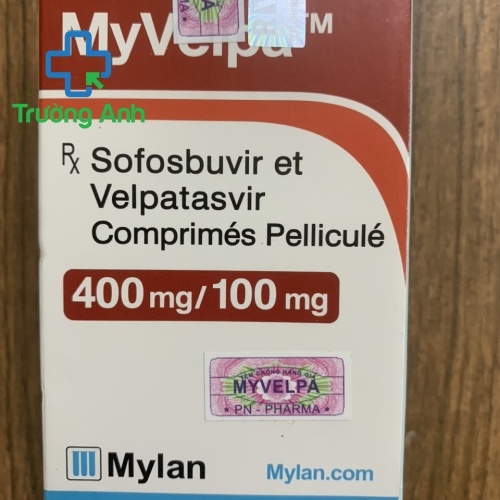 MyVelpa™
Trường Anh
Rx Sofosbuvir et
Velpatasvir
Comprimés Pelliculé
400 mg/100 mg
MYVELPA
PN - PHARMA
Mylan
Mylan.com